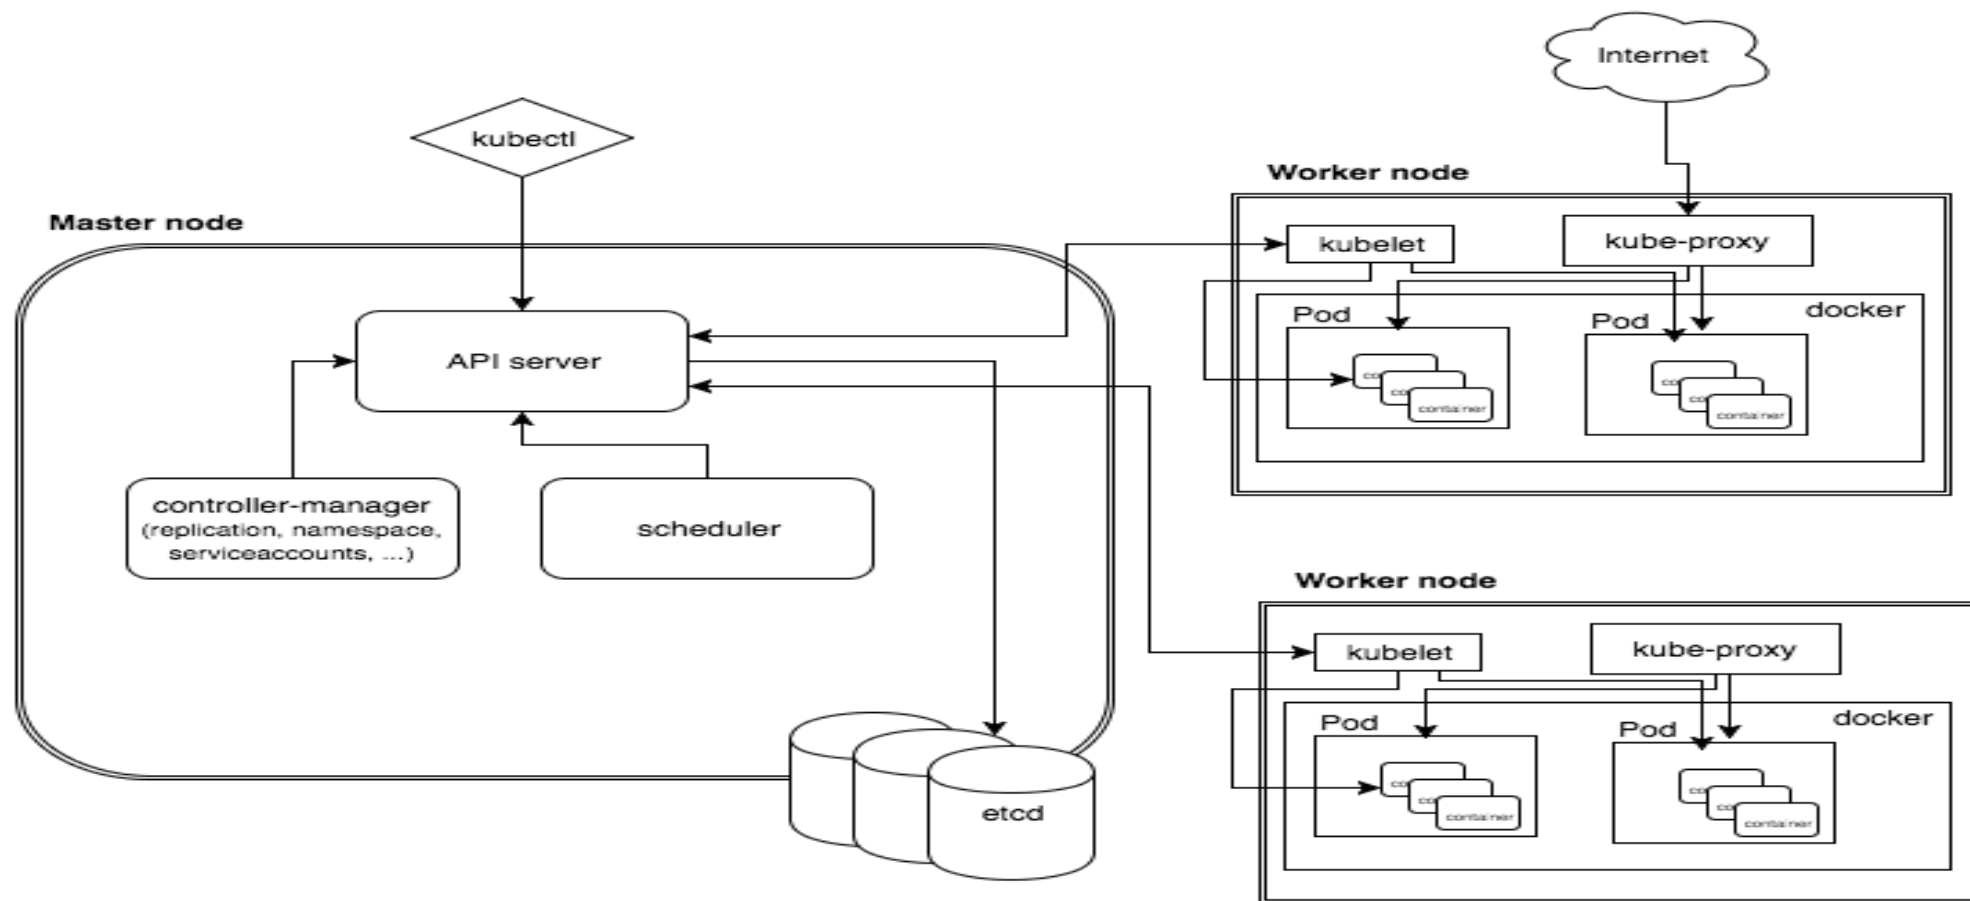 Internet
kubectl
Master node
API server
controller-manager
(replication, namespace,
serviceaccounts, ...)
scheduler
etcd
Worker node
kubelet
kube-proxy
docker
Pod
container
Pod
container
Worker node
kubelet
kube-proxy
docker
Pod
container
Pod
container